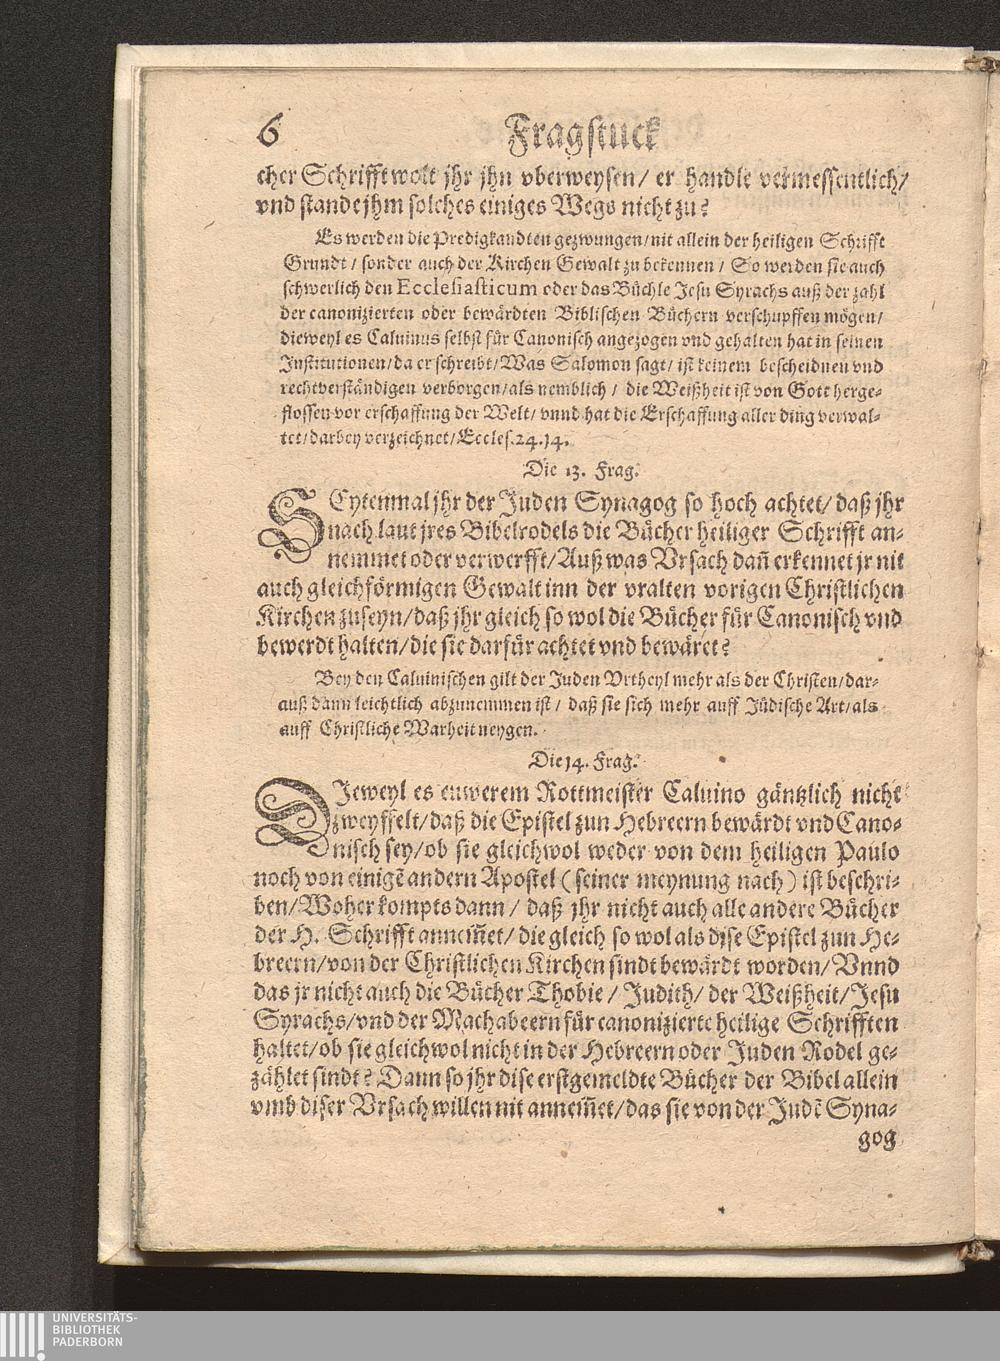 6 Fragstuck
cher Schrifft wolt jhr jhn vberweysen/ er handle vermessentlich/
vnd stande jhm solches einiges Wegs nicht zu?
Es werden die Predigkandten gezwungen/ nit allein der heiligen Schrifft
Grundt/ sonder auch der Kirchen Gewalt zu bekennen/ So werden sie auch
schwerlich den Ecclesiasticum oder das Büchle Jesu Syrachs auß der zahl
der canonizierten oder bewärdten Biblischen Büchern verschupffen mögen/
dieweyl es Caluinus selbst für Canonisch angezogen vnd gehalten hat in seinen
Institutionen/ da er schreibt/ Was Salomon sagt/ ist keinem bescheidnen vnd
rechtverständigen verborgen/ als nemblich/ die Weißheit ist von Gott herge-
flossen vor erschaffung der Welt/ vnnd hat die Erschaffung aller ding verwal-
tet/ darbey verzeichnet/ Eccles. 24. 14.
Die 13. Frag.
SEytenmal jhr der Juden Synagog so hoch achtet/ daß jhr
nach laut jres Bibelrodels die Bücher heiliger Schrifft an-
nemmet oder verwerfft/ Auß was Vrsach dañ erkennet jr nit
auch gleichförmigen Gewalt inn der vralten vorigen Christlichen
Kirchen zuseyn/ daß jhr gleich so wol die Bücher für Canonisch vnd
bewerdt halten/ die sie darfür achtet vnd bewäret?
Bey den Caluinischen gilt der Juden Vrtheyl mehr als der Christen/ dar-
auß dann leichtlich abzunemmen ist/ daß sie sich mehr auff Jüdische Art/ als
auff Christliche Warheit neygen.
Die 14. Frag.
DJeweyl es euwerem Rottmeister Caluino gäntzlich nicht
zweyffelt/ daß die Epistel zun Hebreern bewärdt vnd Cano-
nisch sey/ ob sie gleichwol weder von dem heiligen Paulo
noch von einigẽ andern Apostel (seiner meynung nach) ist beschri-
ben/ Woher kompts dann/ daß jhr nicht auch alle andere Bücher
der H. Schrifft annem̃et/ die gleich so wol als dise Epistel zun He-
breern/ von der Christlichen Kirchen sindt bewärdt worden/ Vnnd
das jr nicht auch die Bücher Thobie/ Judith/ der Weißheit/ Jesu
Syrachs/ vnd der Machabeern für canonizierte heilige Schrifften
haltet/ ob sie gleichwol nicht in der Hebreern oder Juden Rodel ge-
zählet sindt? Dann so jhr dise erstgemeldte Bücher der Bibel allein
vmb diser Vrsach willen nit annem̃et/ das sie von der Judẽ Syna-
gog
UNIVERSITÄTS-
BIBLIOTHEK
PADERBORN